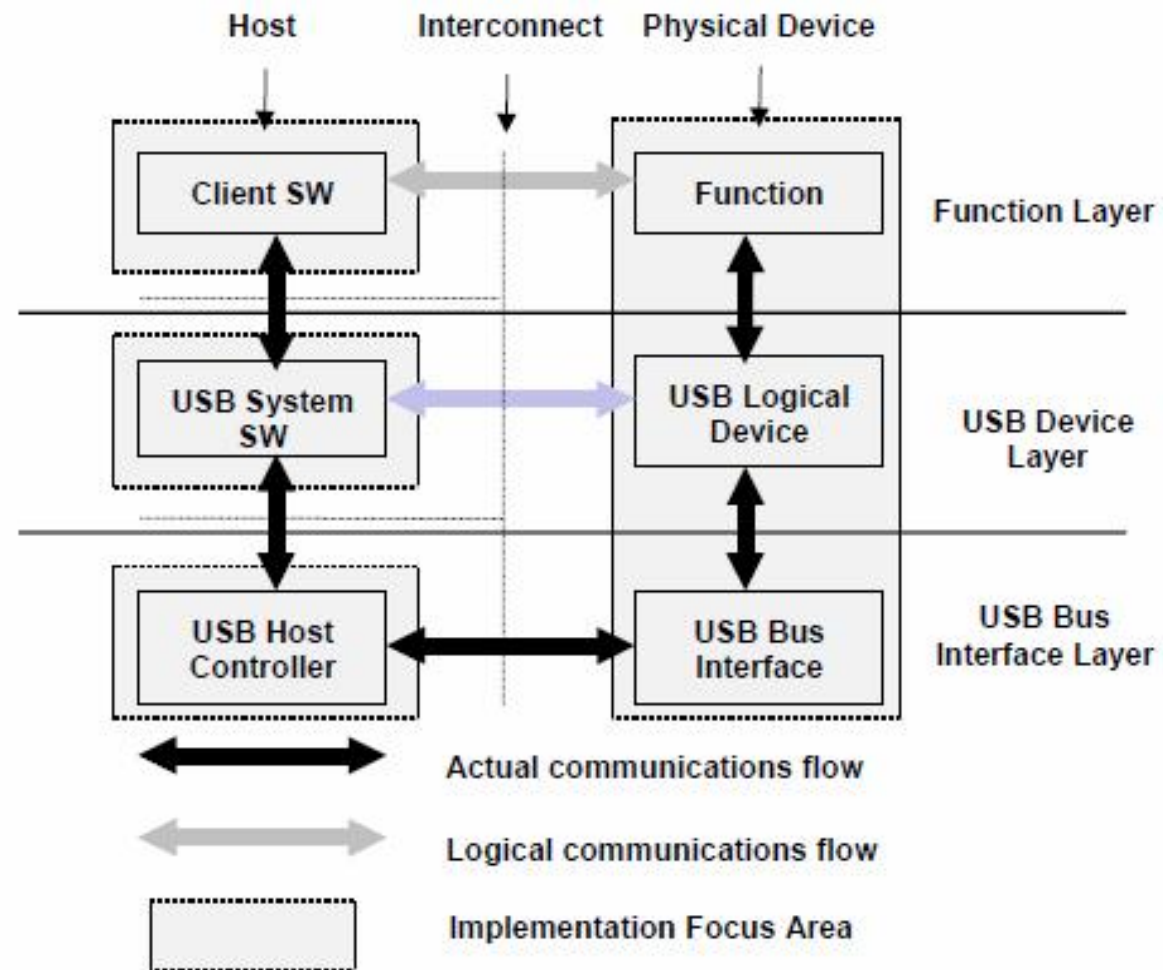 Host Interconnect Physical Device
Client SW
Function
Function Layer
USB System
SW
USB Logical
Device
USB Device
Layer
USB Host
Controller
USB Bus
Interface
USB Bus
Interface Layer
Actual communications flow
Logical communications flow
Implementation Focus Area